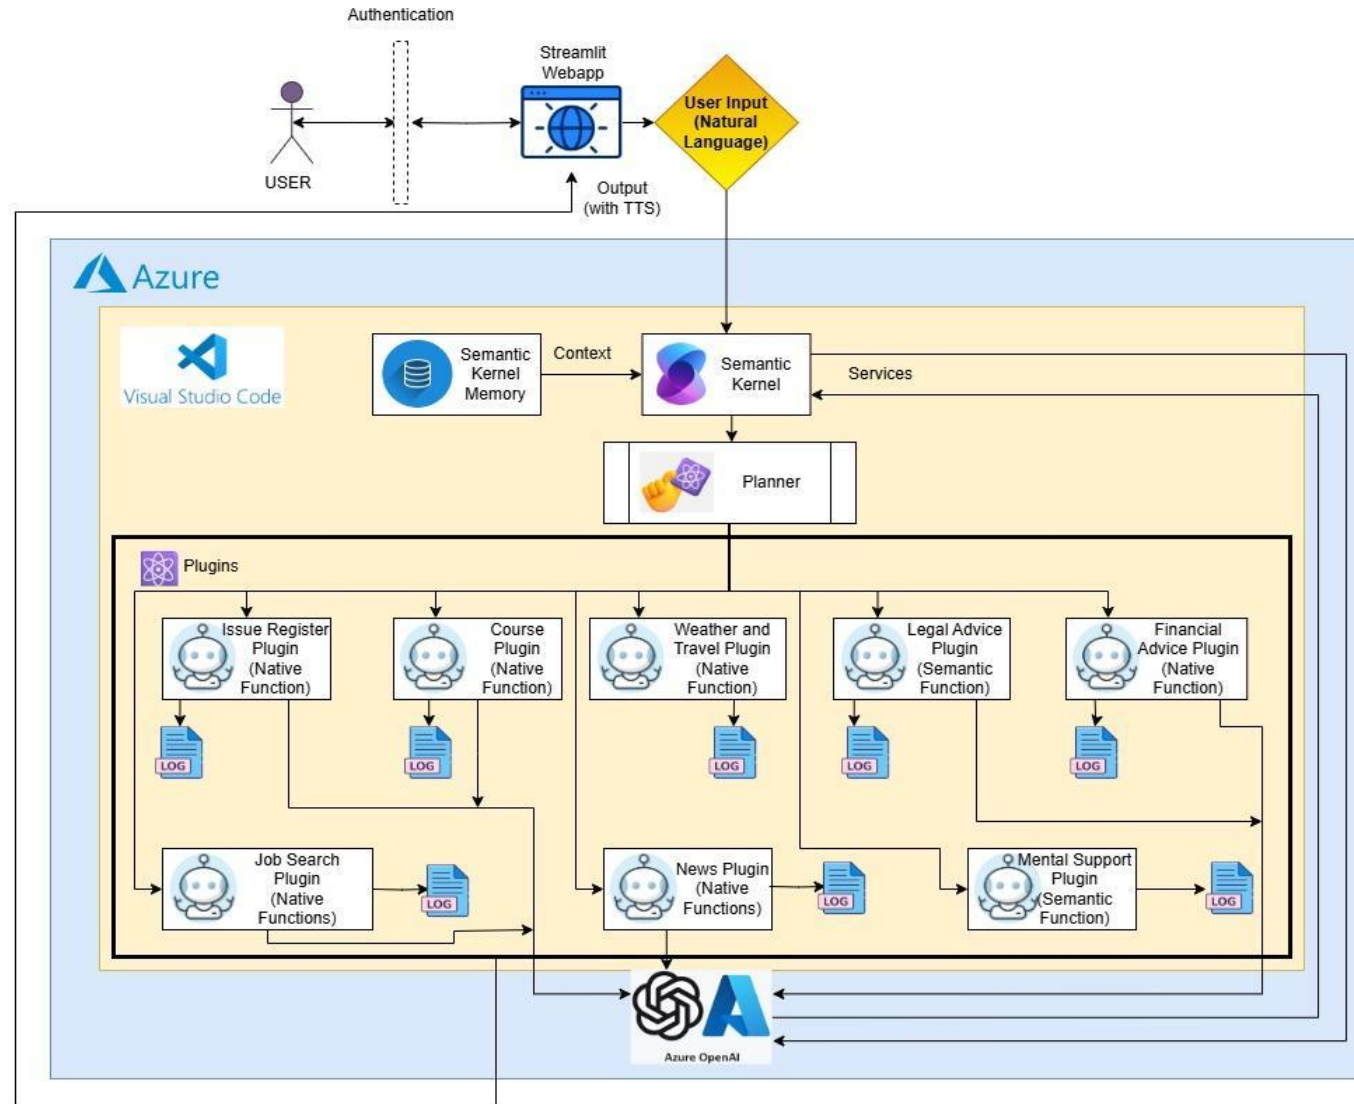 Authentication
Streamlit
Webapp
User Input
(Natural
Language)
USER
Output
(with TTS)
Azure
Visual Studio Code
Semantic
Kernel
Memory
Context
Semantic
Kernel
Services
Planner
Plugins
Issue Register
Plugin
(Native
Function)
Course
Plugin
(Native
Function)
Weather and
Travel Plugin
(Native
Function)
Legal Advice
Plugin
(Semantic
Function)
Financial
Advice Plugin
(Native
Function)
LOG
LOG
LOG
LOG
LOG
Job Search
Plugin
(Native
Functions)
LOG
News Plugin
(Native
Functions)
LOG
Mental Support
Plugin
(Semantic
Function)
LOG
Azure OpenAI